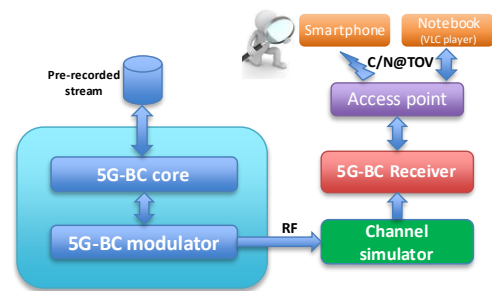 Smartphone
Notebook
(VLC player)
Pre-recorded
stream
C/N@TOV
Access point
5G-BC core
5G-BC Receiver
5G-BC modulator
RF
Channel
simulator